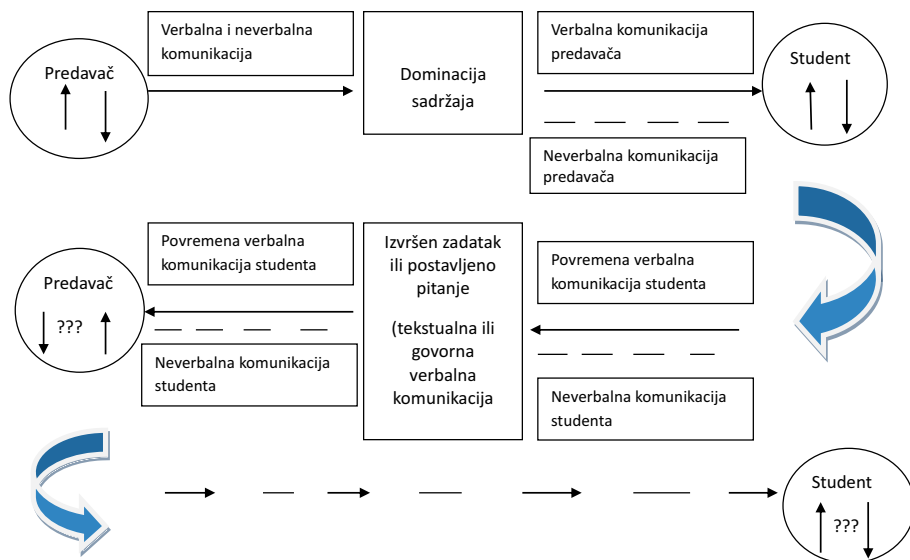 Predavač
Verbalna i neverbalna
komunikacija
Dominacija
sadržaja
Verbalna komunikacija
predavača
Neverbalna komunikacija
predavača
Student
Predavač
???
Povremena verbalna
komunikacija studenta
Neverbalna komunikacija
studenta
Izvršen zadatak
ili postavljeno
pitanje
(tekstualna ili
govorna
verbalna
komunikacija
Povremena verbalna
komunikacija studenta
Neverbalna komunikacija
studenta
Student
???